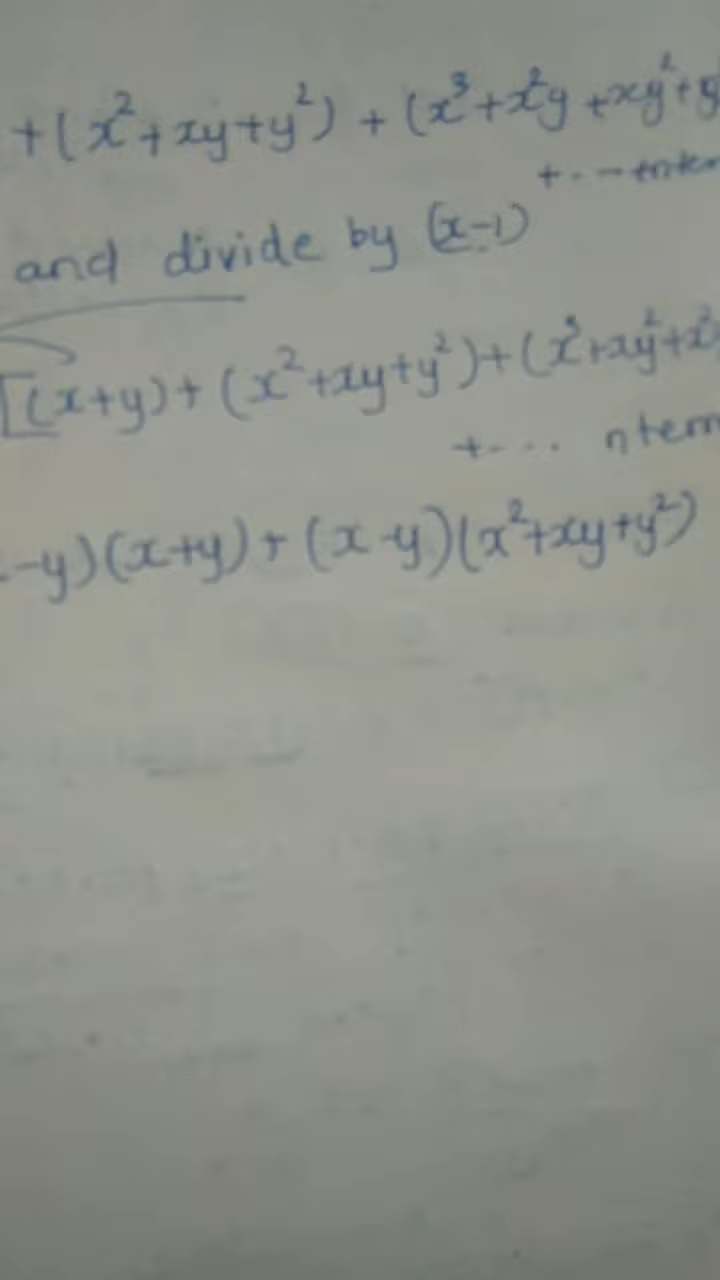 +(x²+xy+y²) + (x³+x²y+xy²+y
+...
and divide by (x-1)
[(x+y)+(x²+xy+y²)+(x³+xy²+x²
+... n term
-y)(x+y)+(x-y)(x²+xy+y²)